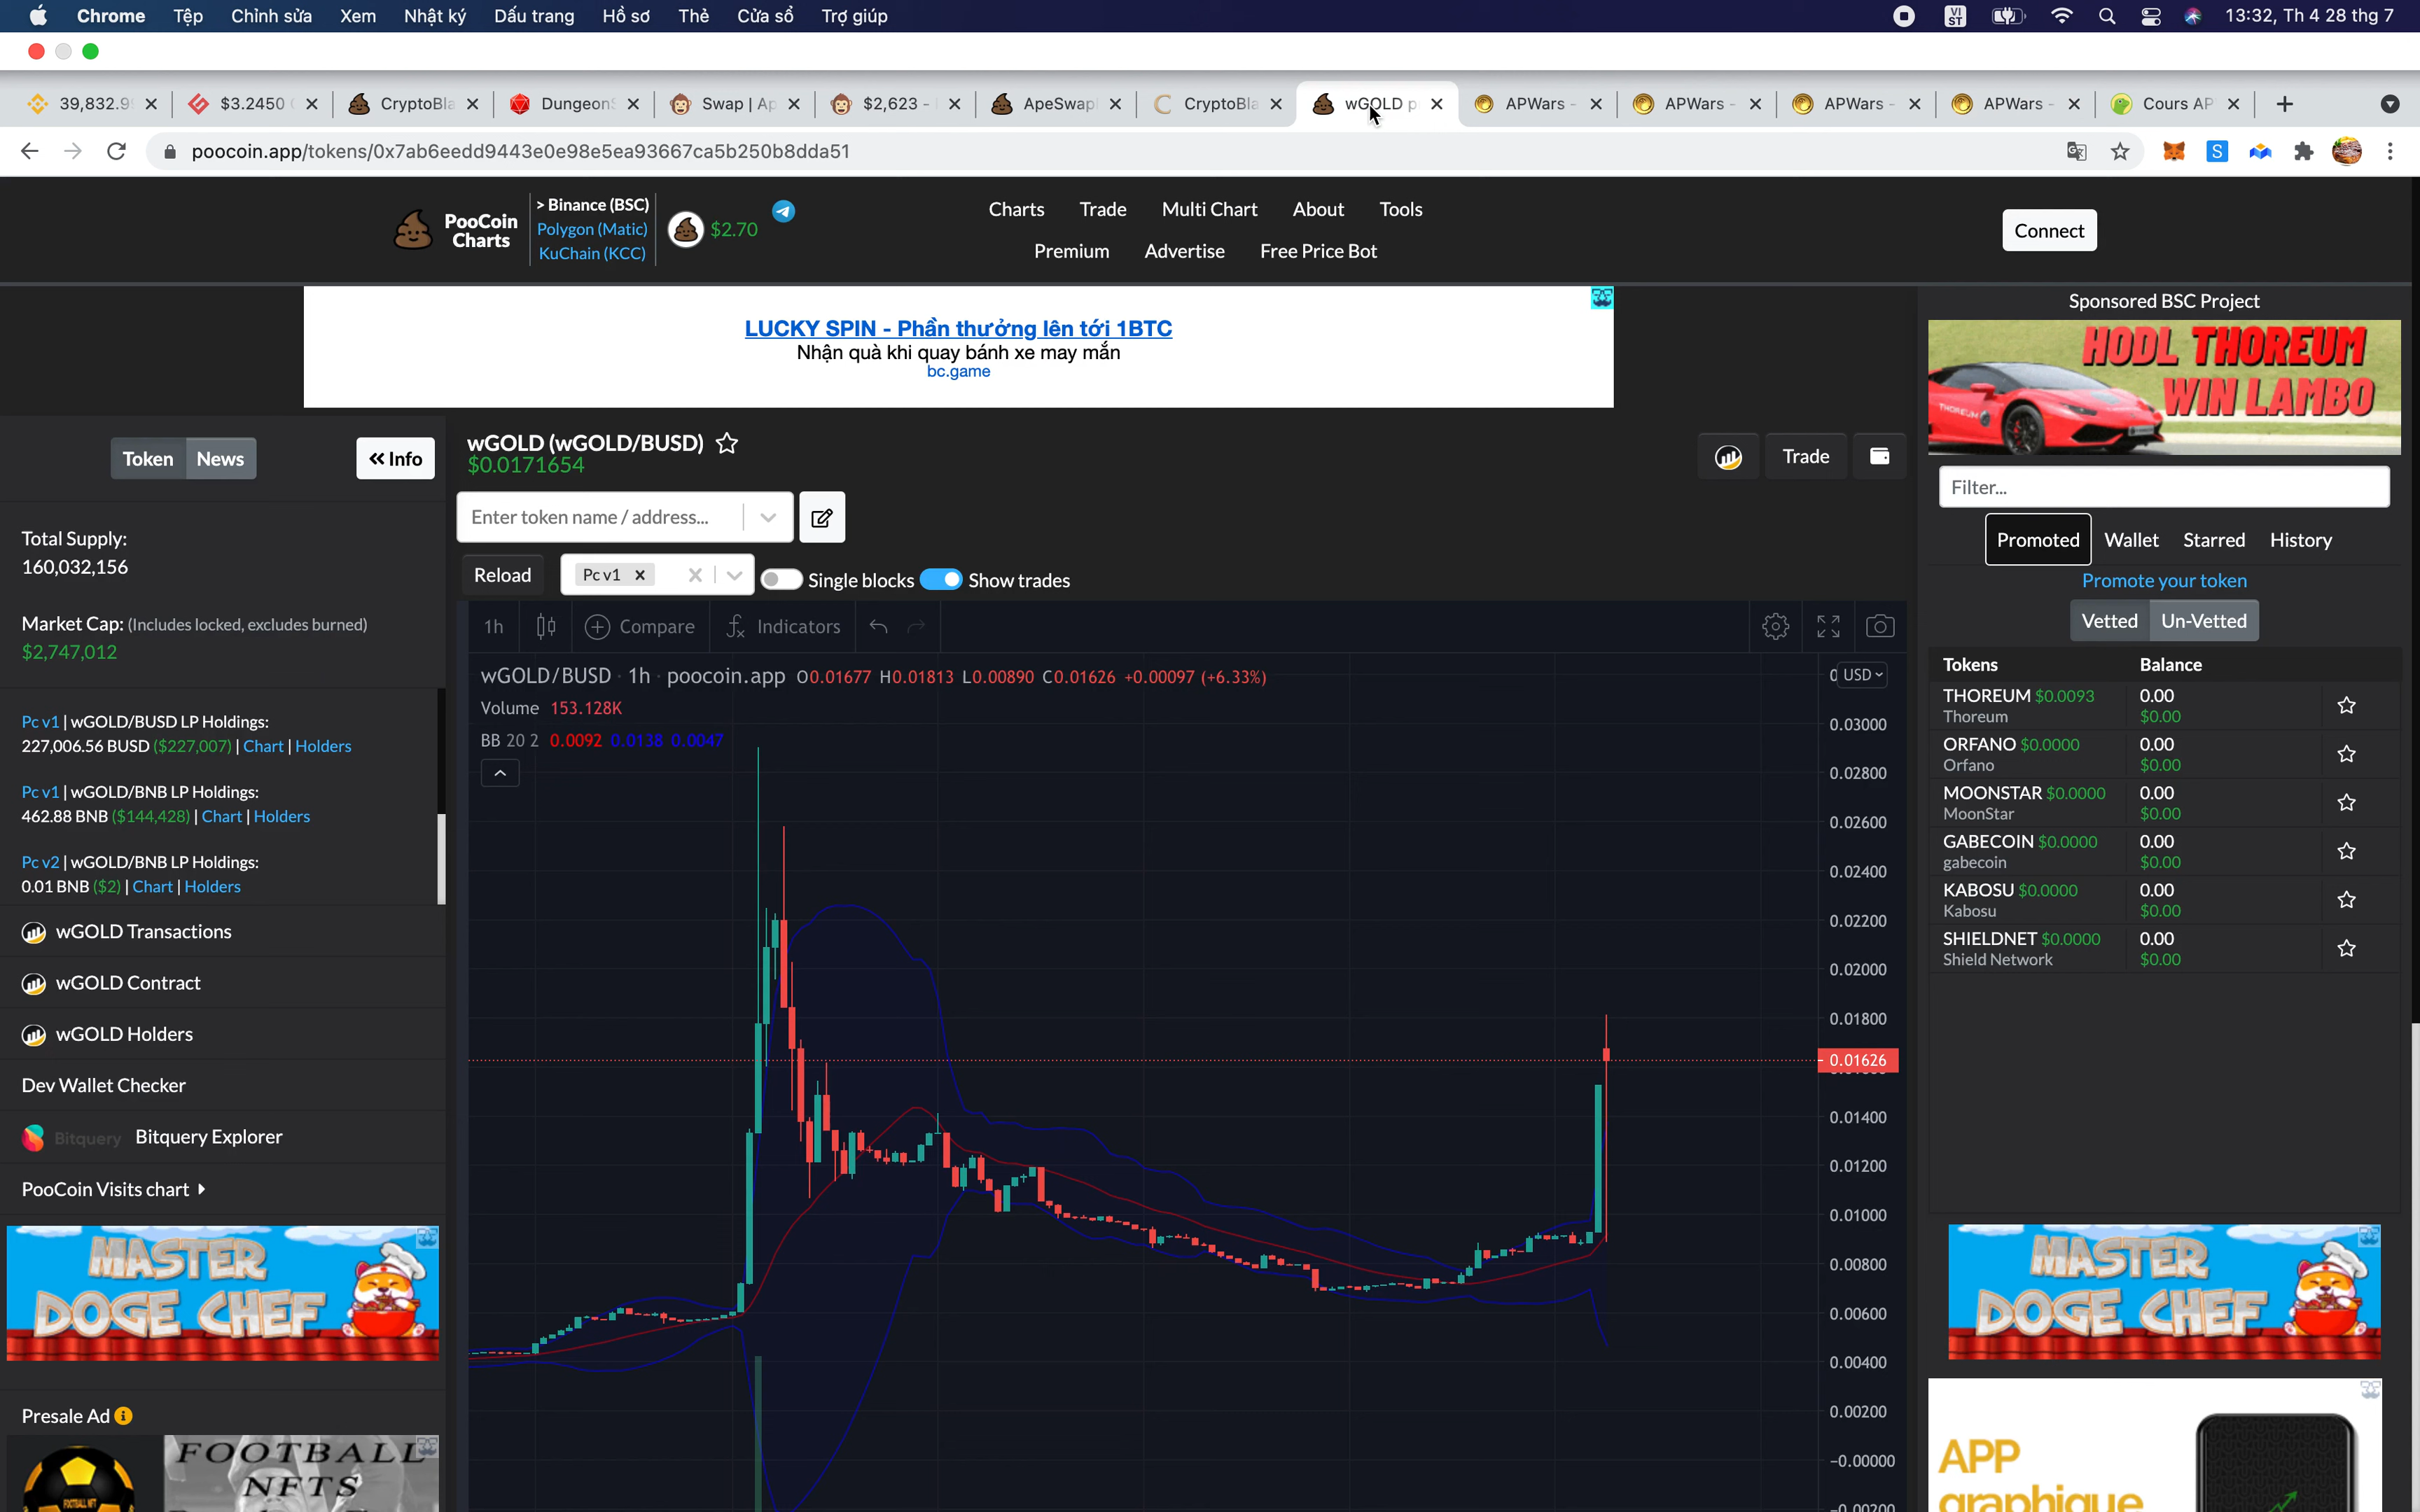 Chrome Tệp Chỉnh sửa Xem Nhật ký Dấu trang Hồ sơ Thẻ Cửa sổ Trợ giúp VI ST 13:32, Th 4 28 thg 7
39,832.9 $3.2450 CryptoBla Dungeon Swap | Ap $2,623 - ApeSwap CryptoBla wGOLD p APWars - APWars - APWars - APWars - Cours AP
poocoin.app/tokens/0x7ab6eedd9443e0e98e5ea93667ca5b250b8dda51
PooCoin
Charts
> Binance (BSC)
Polygon (Matic)
KuChain (KCC)
$2.70
Charts Trade Multi Chart About Tools
Premium Advertise Free Price Bot
Connect
LUCKY SPIN - Phần thưởng lên tới 1BTC
Nhận quà khi quay bánh xe may mắn
bc.game
Token News « Info
Total Supply:
160,032,156
Market Cap: (Includes locked, excludes burned)
$2,747,012
Pc v1 | wGOLD/BUSD LP Holdings:
227,006.56 BUSD ($227,007) | Chart | Holders
Pc v1 | wGOLD/BNB LP Holdings:
462.88 BNB ($144,428) | Chart | Holders
Pc v2 | wGOLD/BNB LP Holdings:
0.01 BNB ($2) | Chart | Holders
wGOLD Transactions
wGOLD Contract
wGOLD Holders
Dev Wallet Checker
Bitquery Bitquery Explorer
PooCoin Visits chart
MASTER
DOGE CHEF
Presale Ad
FOOTBALL
NFTS
FOOTBALL NFT
wGOLD (wGOLD/BUSD)
$0.0171654
Trade
Enter token name / address...
Reload Pc v1 Single blocks Show trades
1h Compare Indicators
wGOLD/BUSD · 1h · poocoin.app O0.01677 H0.01813 L0.00890 C0.01626 +0.00097 (+6.33%)
Volume 153.128K
BB 20 2 0.0092 0.0138 0.0047
USD
0.03000
0.02800
0.02600
0.02400
0.02200
0.02000
0.01800
0.01626
0.01400
0.01200
0.01000
0.00800
0.00600
0.00400
0.00200
-0.00000
-0.00200
Sponsored BSC Project
HODL THOREUM
WIN LAMBO
THOREUM
Filter...
Promoted Wallet Starred History
Promote your token
Vetted Un-Vetted
Tokens Balance
THOREUM $0.0093 0.00
Thoreum $0.00
ORFANO $0.0000 0.00
Orfano $0.00
MOONSTAR $0.0000 0.00
MoonStar $0.00
GABECOIN $0.0000 0.00
gabecoin $0.00
KABOSU $0.0000 0.00
Kabosu $0.00
SHIELDNET $0.0000 0.00
Shield Network $0.00
MASTER
DOGE CHEF
APP
graphique